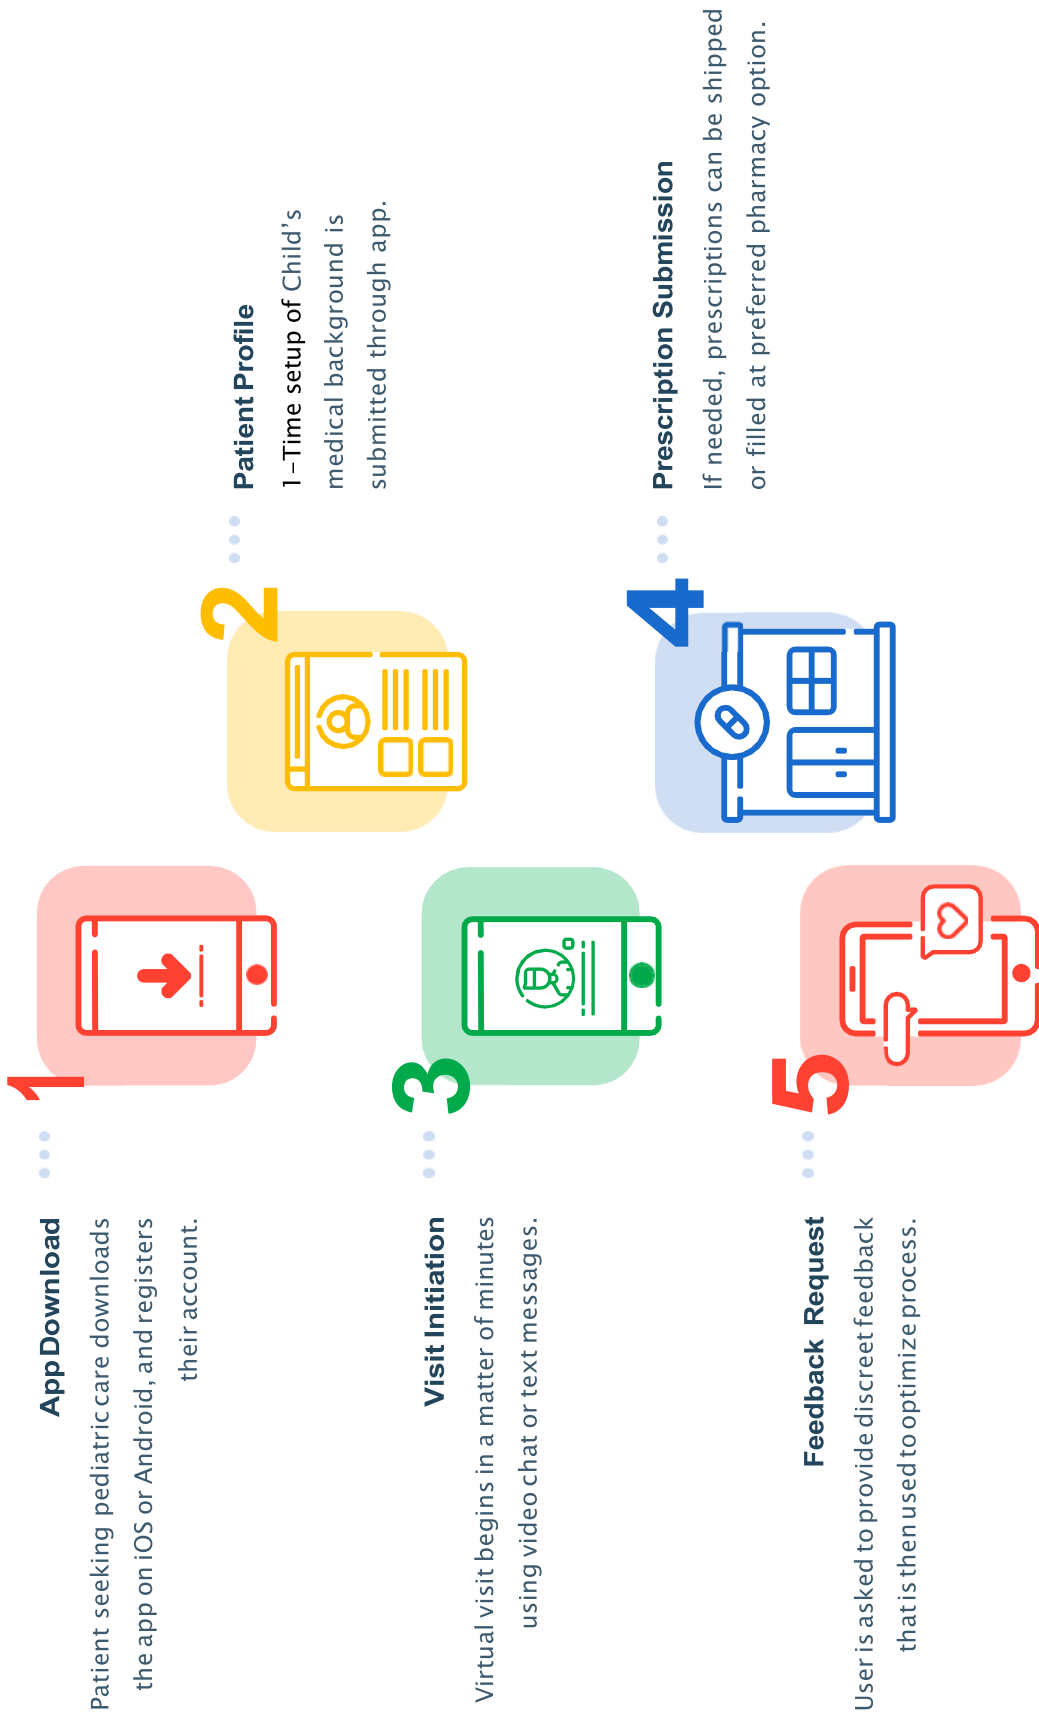 1
App Download
Patient seeking pediatric care downloads
the app on iOS or Android, and registers
their account.
2
Patient Profile
1-Time setup of Child's
medical background is
submitted through app.
3
Visit Initiation
Virtual visit begins in a matter of minutes
using video chat or text messages.
4
Prescription Submission
If needed, prescriptions can be shipped
or filled at preferred pharmacy option.
5
Feedback Request
User is asked to provide discreet feedback
that is then used to optimize process.